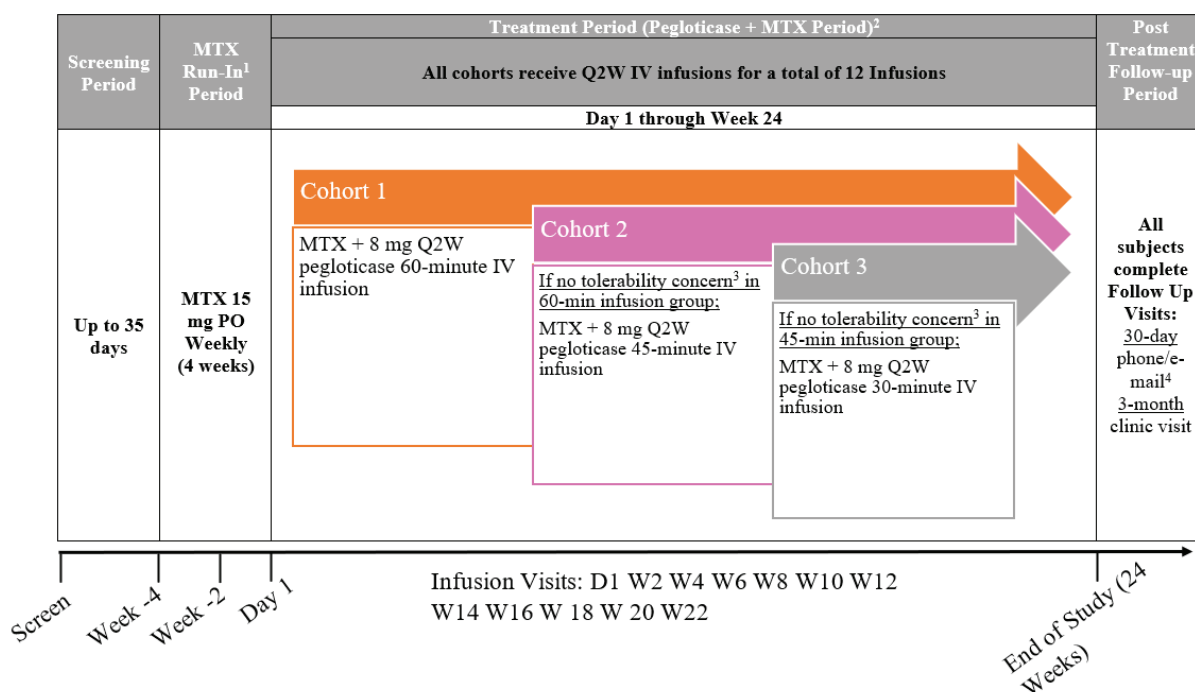 Screening
Period
MTX
Run-In¹
Period
Treatment Period (Pegloticase + MTX Period)²
All cohorts receive Q2W IV infusions for a total of 12 Infusions
Day 1 through Week 24
Post
Treatment
Follow-up
Period
Up to 35
days
MTX 15
mg PO
Weekly
(4 weeks)
Cohort 1
MTX + 8 mg Q2W
pegloticase 60-minute IV
infusion
Cohort 2
If no tolerability concern³ in
60-min infusion group;
MTX + 8 mg Q2W
pegloticase 45-minute IV
infusion
Cohort 3
If no tolerability concern³ in
45-min infusion group;
MTX + 8 mg Q2W
pegloticase 30-minute IV
infusion
All
subjects
complete
Follow Up
Visits:
30-day
phone/e-
mail⁴
3-month
clinic visit
Screen
Week -4
Week -2
Day 1
Infusion Visits: D1 W2 W4 W6 W8 W10 W12
W14 W16 W 18 W 20 W22
End of Study (24
Weeks)